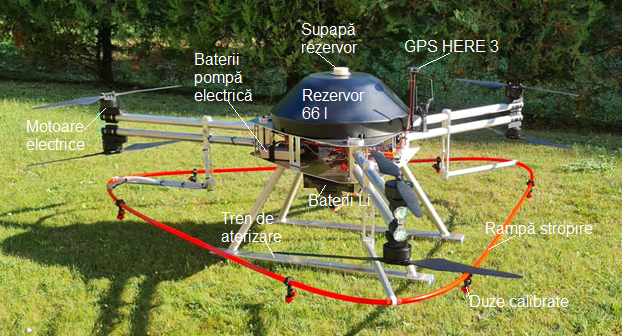 Supapă
rezervor
GPS HERE 3
Baterii
pompă
electrică
Rezervor
66 l
Motoare
electrice
Baterii Li
Tren de
aterizare
Rampă stropire
Duze calibrate